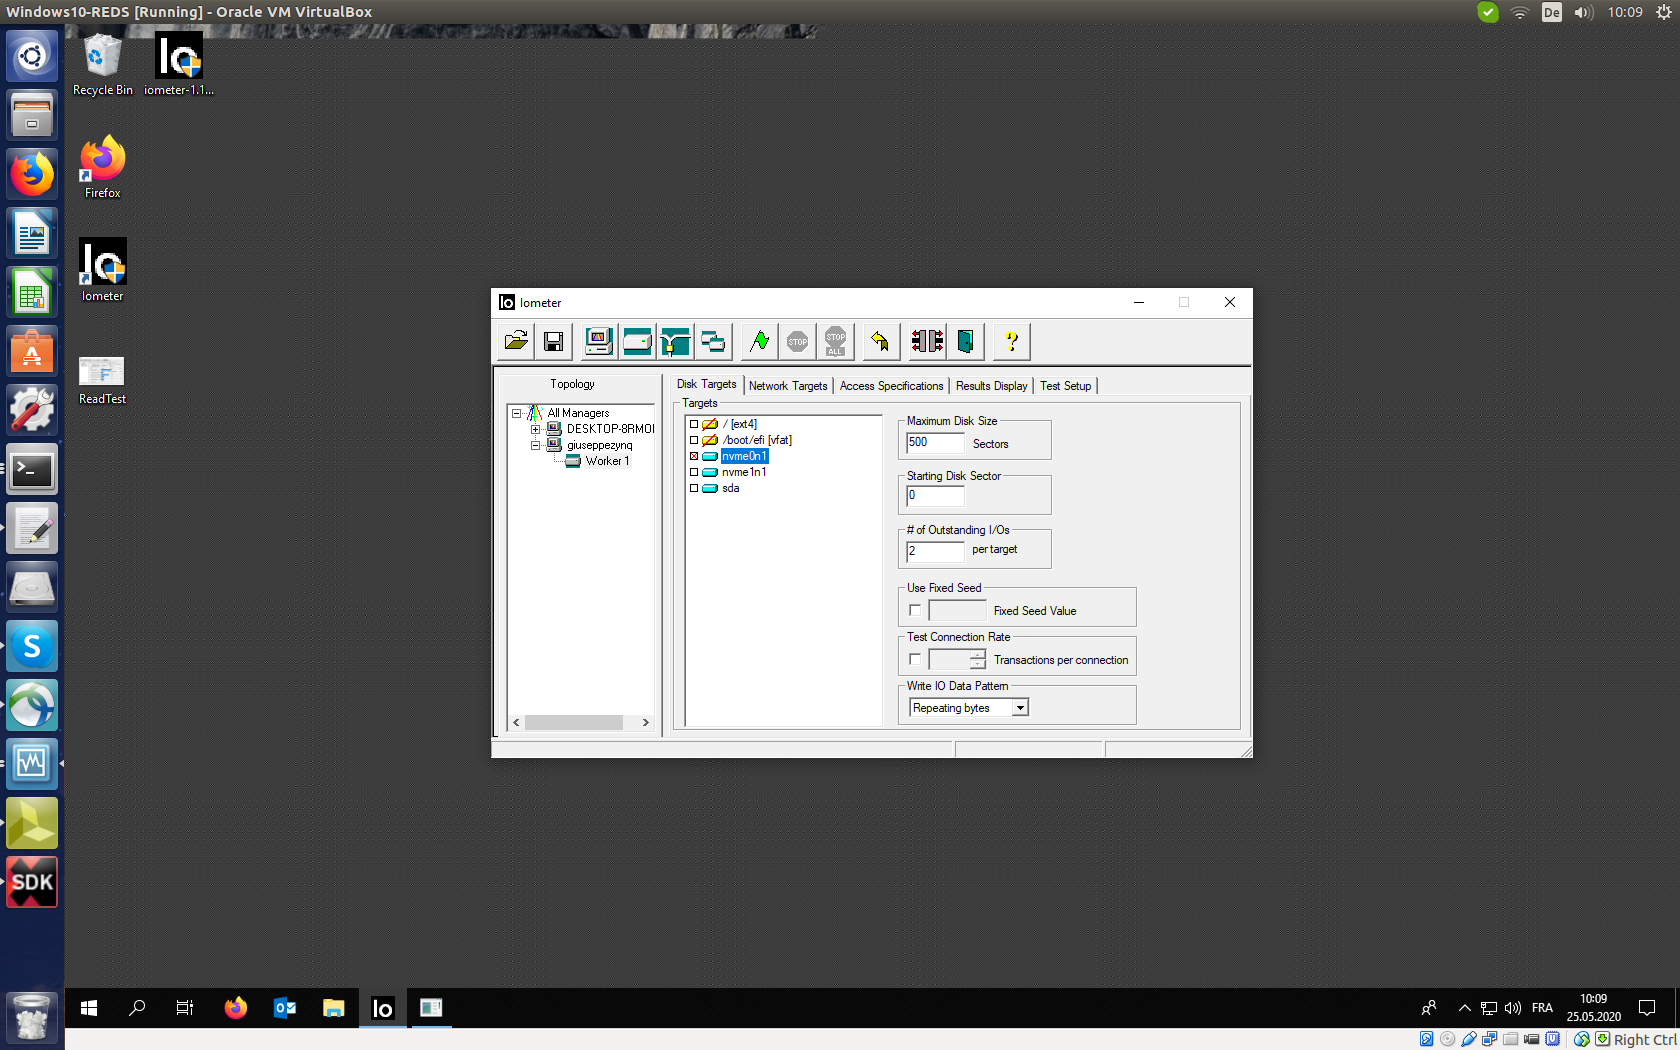 Windows10-REDS [Running] - Oracle VM VirtualBox
De
10:09
Recycle Bin
Io
iometer-1.1...
Firefox
Io
Iometer
ReadTest
SDK
Io Iometer
STOP
STOP ALL
?
Topology
All Managers
giuseppezynq
Worker 1
Disk Targets
Network Targets
Access Specifications
Results Display
Test Setup
Targets
/ [ext4]
/boot/efi [vfat]
nvme0n1
nvme1n1
sda
Maximum Disk Size
500 Sectors
Starting Disk Sector
0
# of Outstanding I/Os
2 per target
Use Fixed Seed
Fixed Seed Value
Test Connection Rate
Transactions per connection
Write IO Data Pattern
Repeating bytes
Io
FRA
10:09
25.05.2020
Right Ctrl